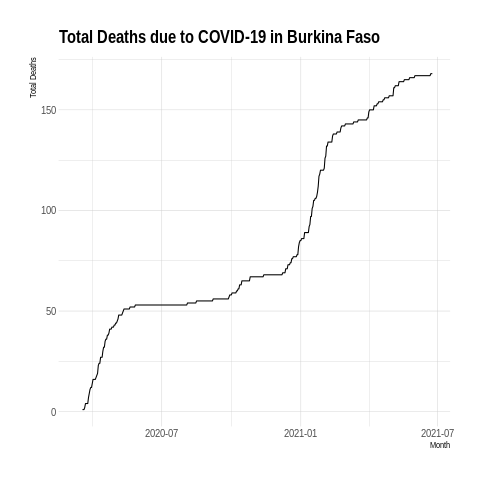 Total Deaths due to COVID-19 in Burkina Faso
Total Deaths
150
100
50
0
2020-07
2021-01
2021-07
Month